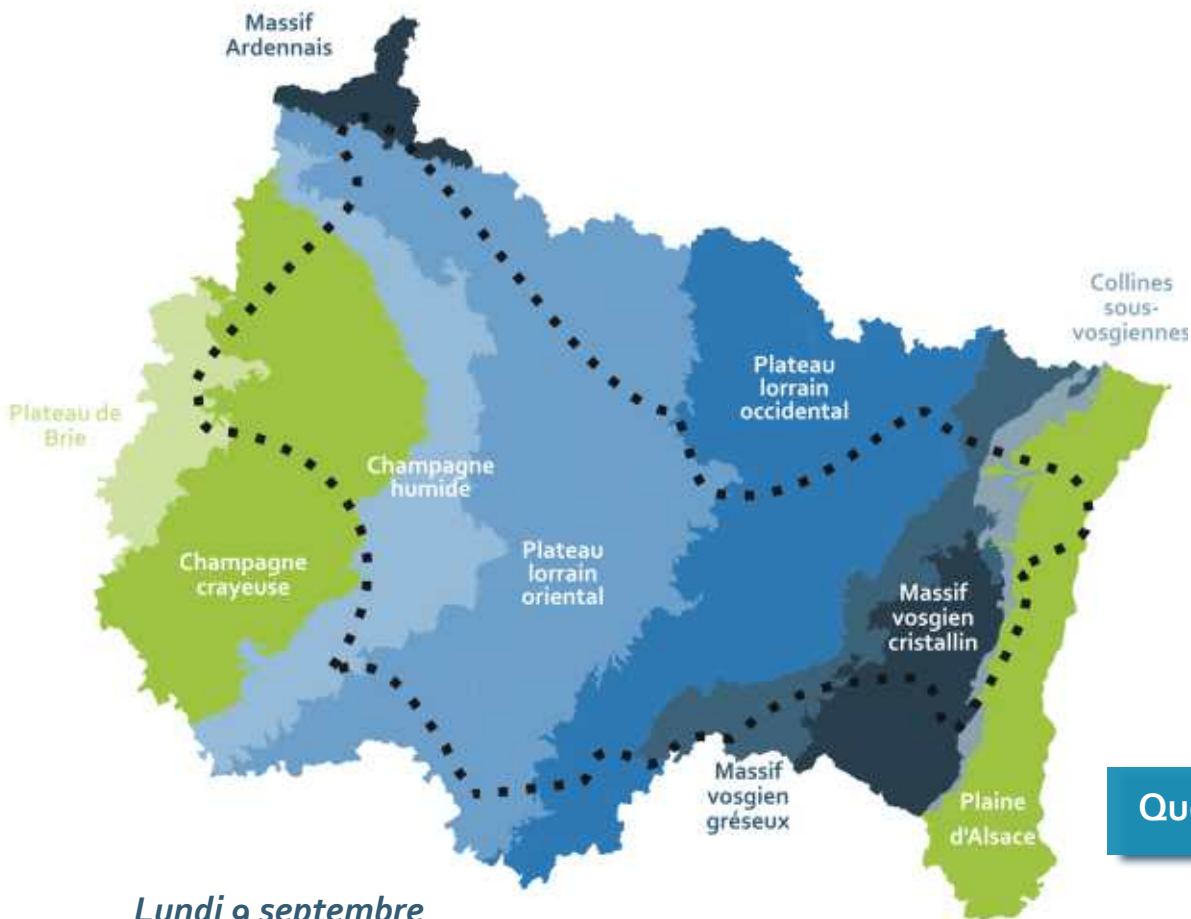 Massif
Ardennais
Collines
sous-
vosgiennes
Plateau
lorrain
occidental
Plateau de
Brie
Champagne
humide
Champagne
crayeuse
Plateau
lorrain
oriental
Massif
vosgien
cristallin
Massif
vosgien
gréseux
Plaine
d'Alsace
Lundi 9 septembre